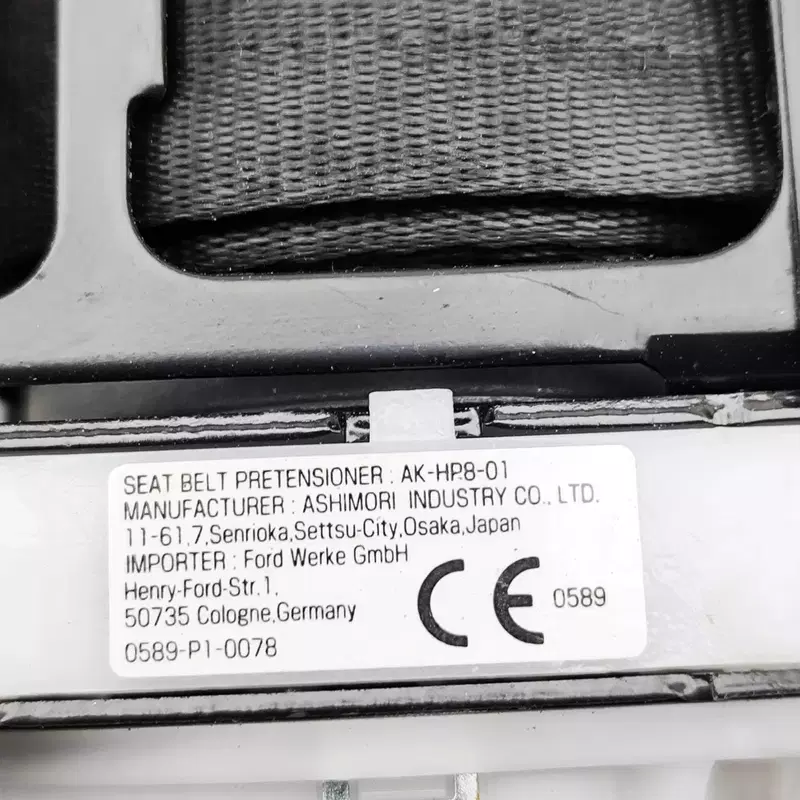 SEAT BELT PRETENSIONER : AK-HP8-01
MANUFACTURER : ASHIMORI INDUSTRY CO., LTD.
11-61,7,Senrioka,Settsu-City,Osaka,Japan
IMPORTER : Ford Werke GmbH
Henry-Ford-Str.1,
50735 Cologne,Germany
0589-P1-0078
CE 0589